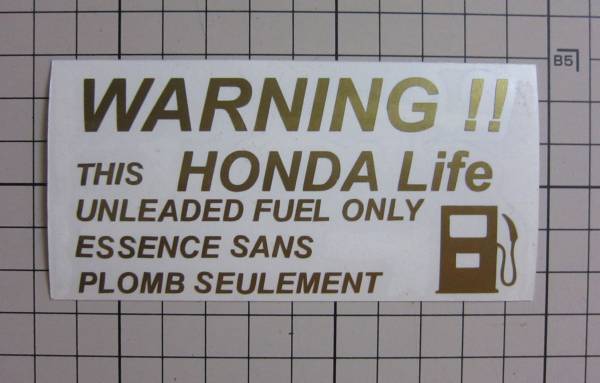 WARNING !!
THIS HONDA Life
UNLEADED FUEL ONLY
ESSENCE SANS
PLOMB SEULEMENT
B5